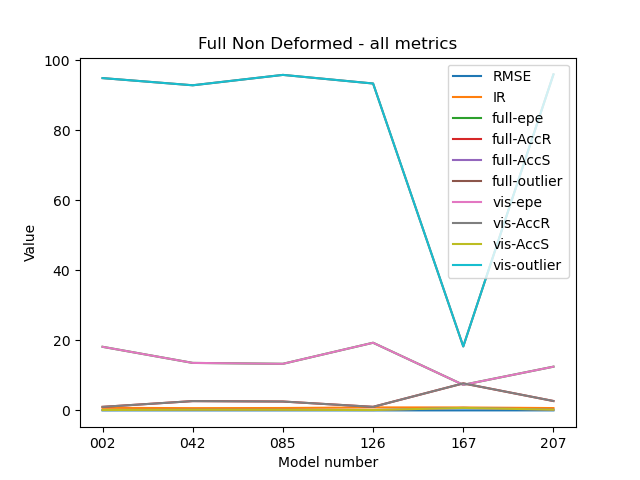 Full Non Deformed - all metrics
100
80
60
40
20
0
Value
RMSE
IR
full-epe
full-AccR
full-AccS
full-outlier
vis-epe
vis-AccR
vis-AccS
vis-outlier
002 042 085 126 167 207
Model number